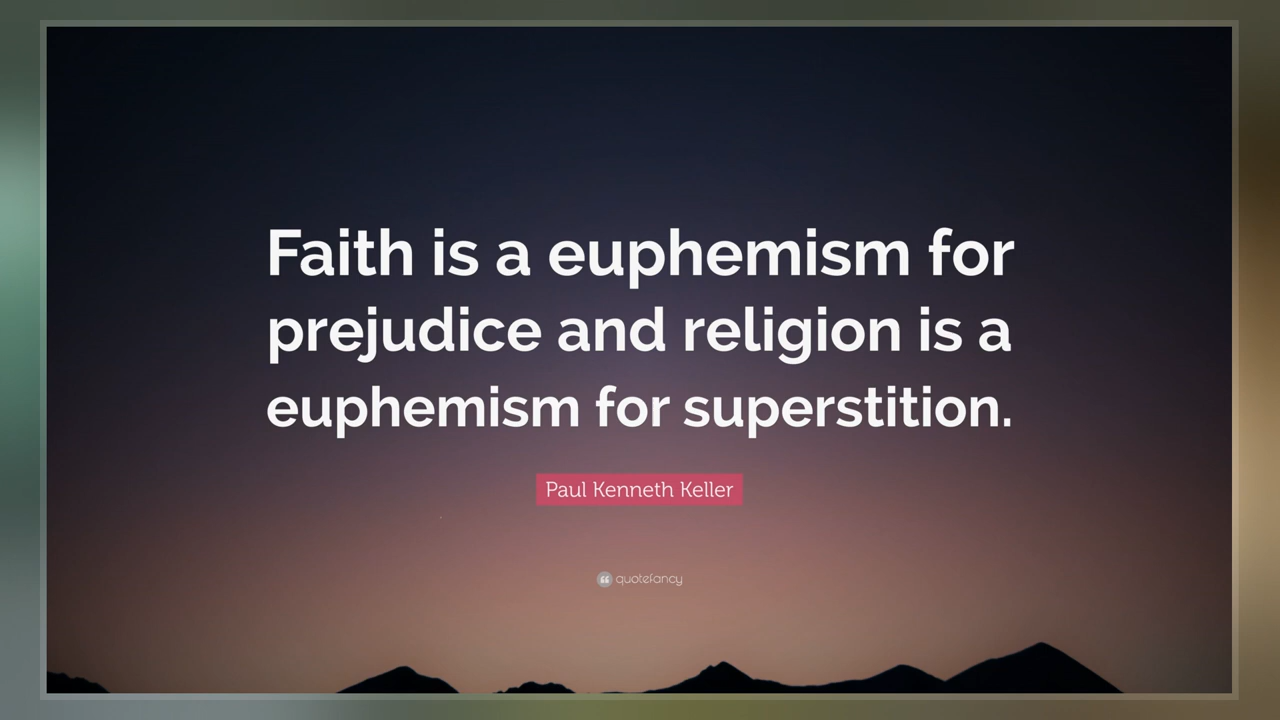 Faith is a euphemism for
prejudice and religion is a
euphemism for superstition.
Paul Kenneth Keller
quotefancy